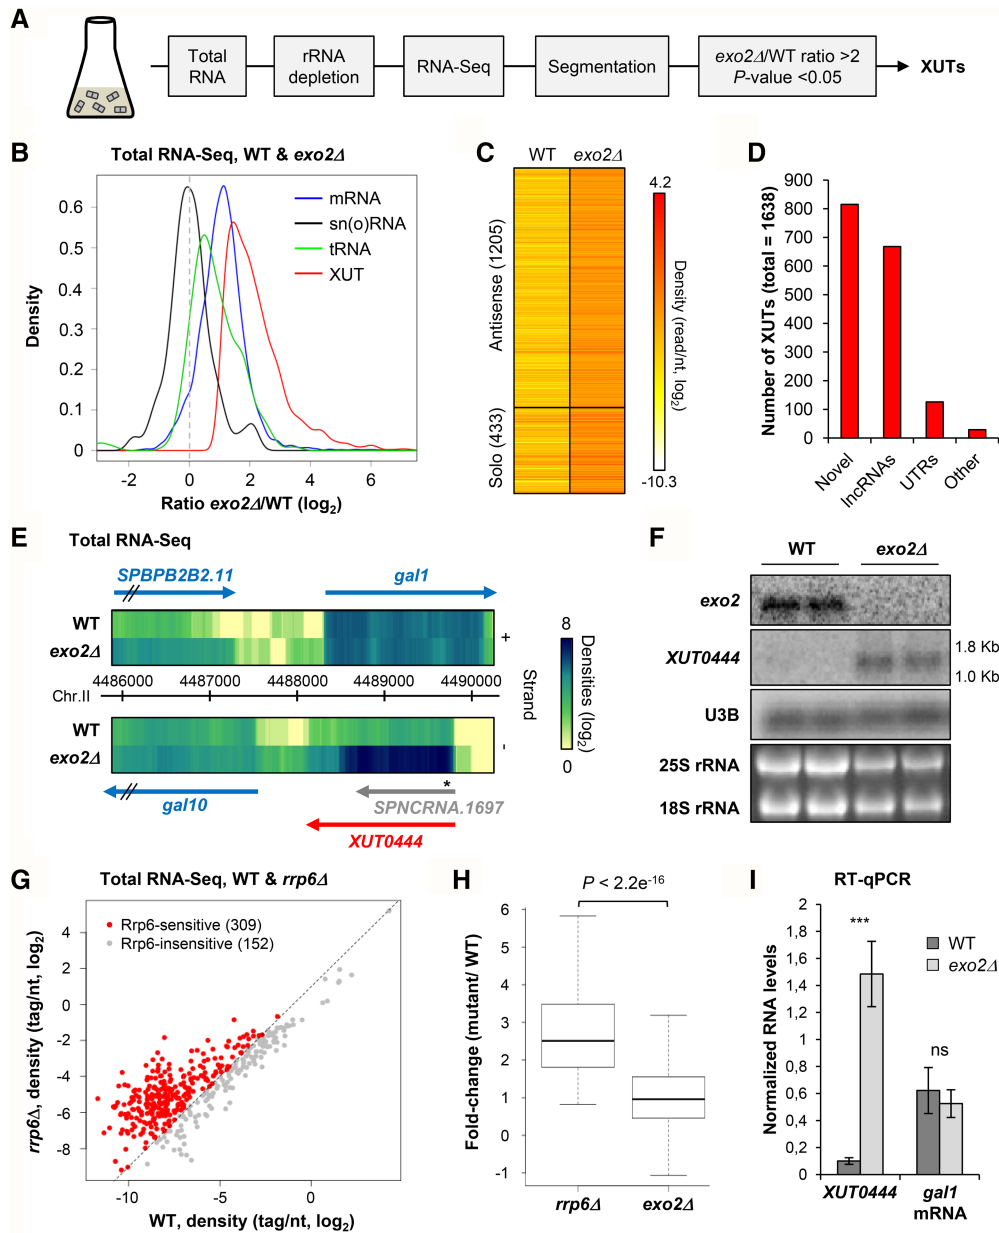 A
Total
RNA
rRNA
depletion
RNA-Seq
Segmentation
exo2Δ/WT ratio >2
P-value <0.05
XUTs
B
Total RNA-Seq, WT & exo2Δ
mRNA
sn(o)RNA
tRNA
XUT
Density
0.6
0.5
0.4
0.3
0.2
0.1
0
-2
0
2
4
6
Ratio exo2Δ/WT (log2)
C
WT
exo2Δ
Antisense (1205)
Solo (433)
4.2
-10.3
Density (read/nt, log2)
D
Number of XUTs (total = 1638)
900
800
700
600
500
400
300
200
100
0
Novel
lncRNAs
UTRs
Other
E
Total RNA-Seq
SPBPB2B2.11
gal1
WT
exo2Δ
+
4486000
4487000
4488000
4489000
4490000
Chr.II
Strand
WT
exo2Δ
-
8
0
Densities (log2)
gal10
*
SPNCRNA.1697
XUT0444
F
WT
exo2Δ
exo2
XUT0444
1.8 Kb
1.0 Kb
U3B
25S rRNA
18S rRNA
G
Total RNA-Seq, WT & rrp6Δ
Rrp6-sensitive (309)
Rrp6-insensitive (152)
rrp6Δ, density (tag/nt, log2)
4
2
0
-2
-4
-6
-8
-10
-5
0
WT, density (tag/nt, log2)
H
P < 2.2e-16
Fold-change (mutant/ WT)
6
5
4
3
2
1
0
-1
rrp6Δ
exo2Δ
I
RT-qPCR
Normalized RNA levels
2
1,8
1,6
1,4
1,2
1
0,8
0,6
0,4
0,2
0
***
WT
exo2Δ
ns
XUT0444
gal1
mRNA